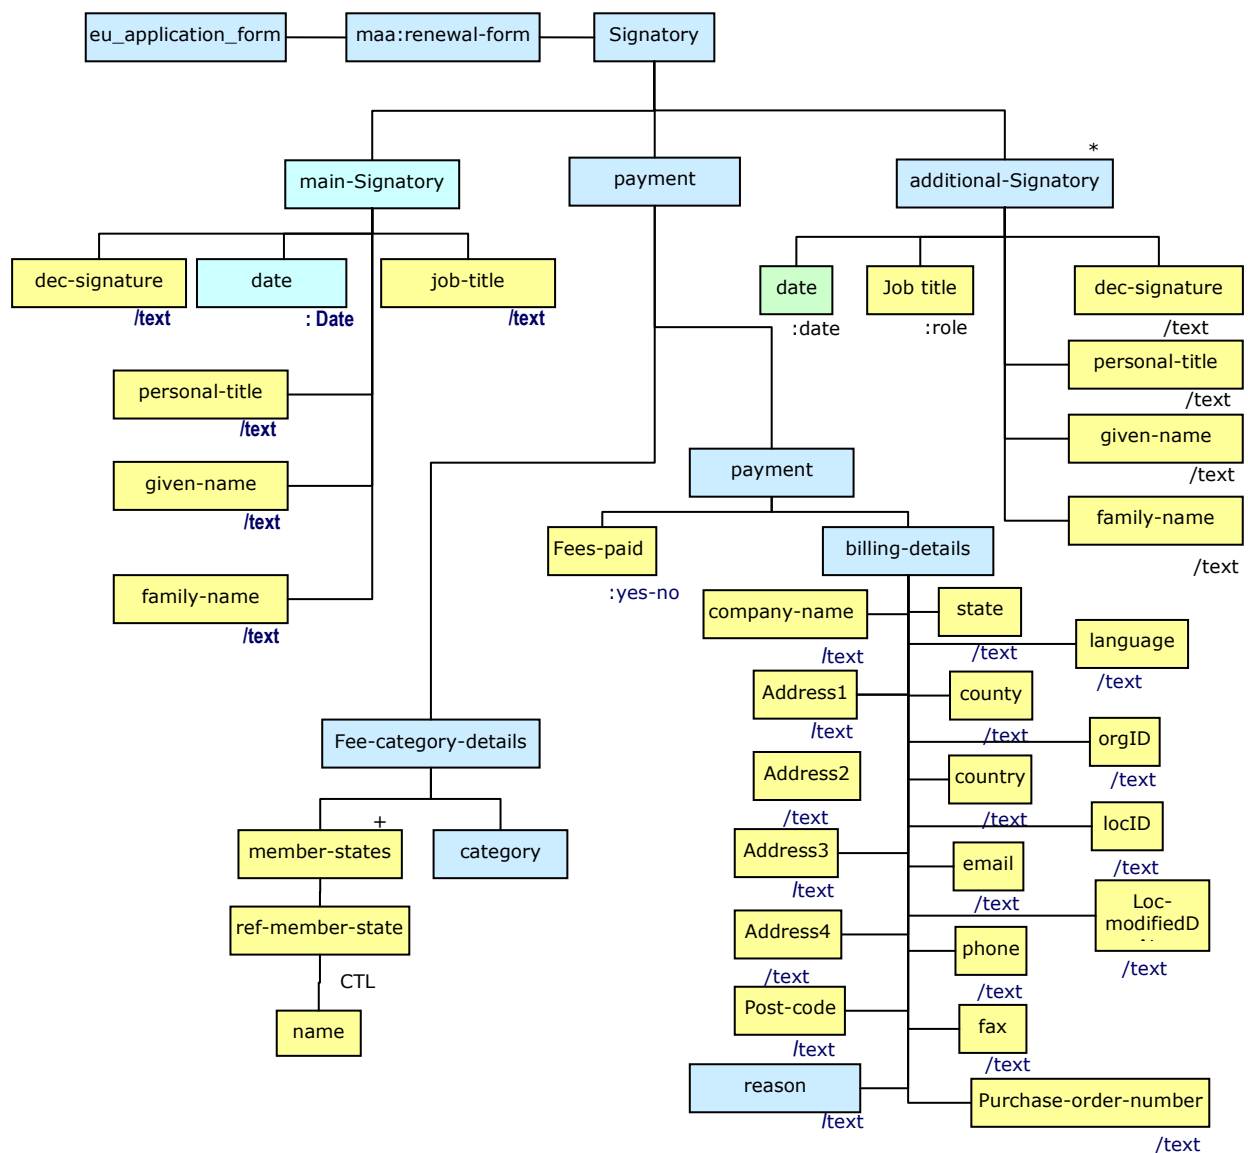 eu_application_form
maa:renewal-form
Signatory
*
main-Signatory
payment
additional-Signatory
dec-signature
/text
date
: Date
job-title
/text
date
:date
Job title
:role
dec-signature
/text
personal-title
/text
personal-title
/text
given-name
/text
given-name
/text
family-name
/text
family-name
/text
payment
Fees-paid
:yes-no
billing-details
company-name
/text
state
/text
language
/text
Address1
/text
county
/text
orgID
/text
Address2
/text
country
/text
locID
/text
Address3
/text
email
/text
Loc-
modifiedD
/text
Address4
/text
phone
/text
Post-code
/text
fax
/text
reason
/text
Purchase-order-number
/text
Fee-category-details
+
member-states
category
ref-member-state
CTL
name